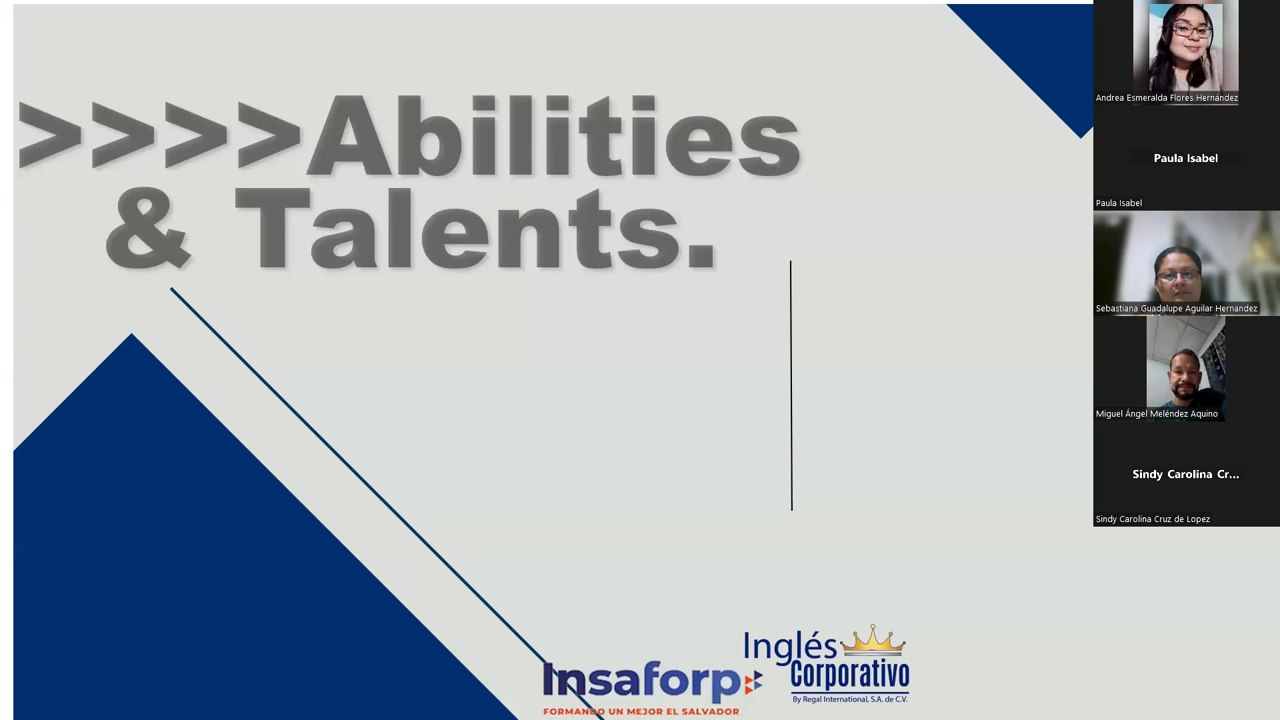 >>>>Abilities
& Talents.
Andrea Esmeralda Flores Hernández
Paula Isabel
Paula Isabel
Sebastiana Guadalupe Aguilar Hernandez
Miguel Ángel Meléndez Aquino
Sindy Carolina Cr...
Sindy Carolina Cruz de Lopez
Insaforp
FORMANDO UN MEJOR EL SALVADOR
Inglés
Corporativo
By Regal International, S.A. de C.V.